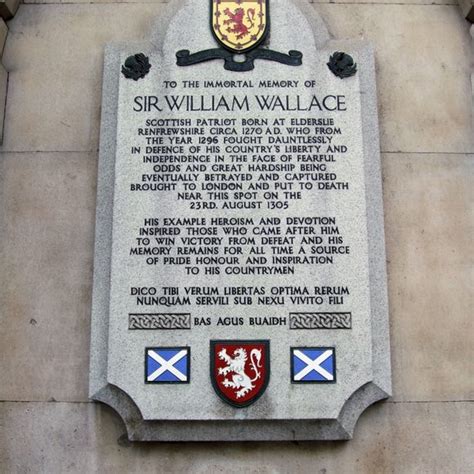 TO THE IMMORTAL MEMORY OF
SIR WILLIAM WALLACE
SCOTTISH PATRIOT BORN AT ELDERSLIE
RENFREWSHIRE CIRCA 1270 A.D. WHO FROM
THE YEAR 1296 FOUGHT DAUNTLESSLY
IN DEFENCE OF HIS COUNTRY'S LIBERTY AND
INDEPENDENCE IN THE FACE OF FEARFUL
ODDS AND GREAT HARDSHIP BEING
EVENTUALLY BETRAYED AND CAPTURED
BROUGHT TO LONDON AND PUT TO DEATH
NEAR THIS SPOT ON THE
23RD. AUGUST 1305
HIS EXAMPLE HEROISM AND DEVOTION
INSPIRED THOSE WHO CAME AFTER HIM
TO WIN VICTORY FROM DEFEAT AND HIS
MEMORY REMAINS FOR ALL TIME A SOURCE
OF PRIDE HONOUR AND INSPIRATION
TO HIS COUNTRYMEN
DICO TIBI VERUM LIBERTAS OPTIMA RERUM
NUNQUAM SERVILI SUB NEXU VIVITO FILI
BAS AGUS BUAIDH